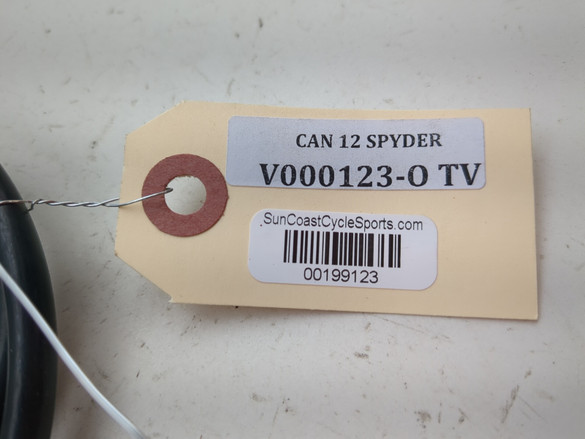 CAN 12 SPYDER
V000123-O TV
SunCoastCycleSports.com
00199123